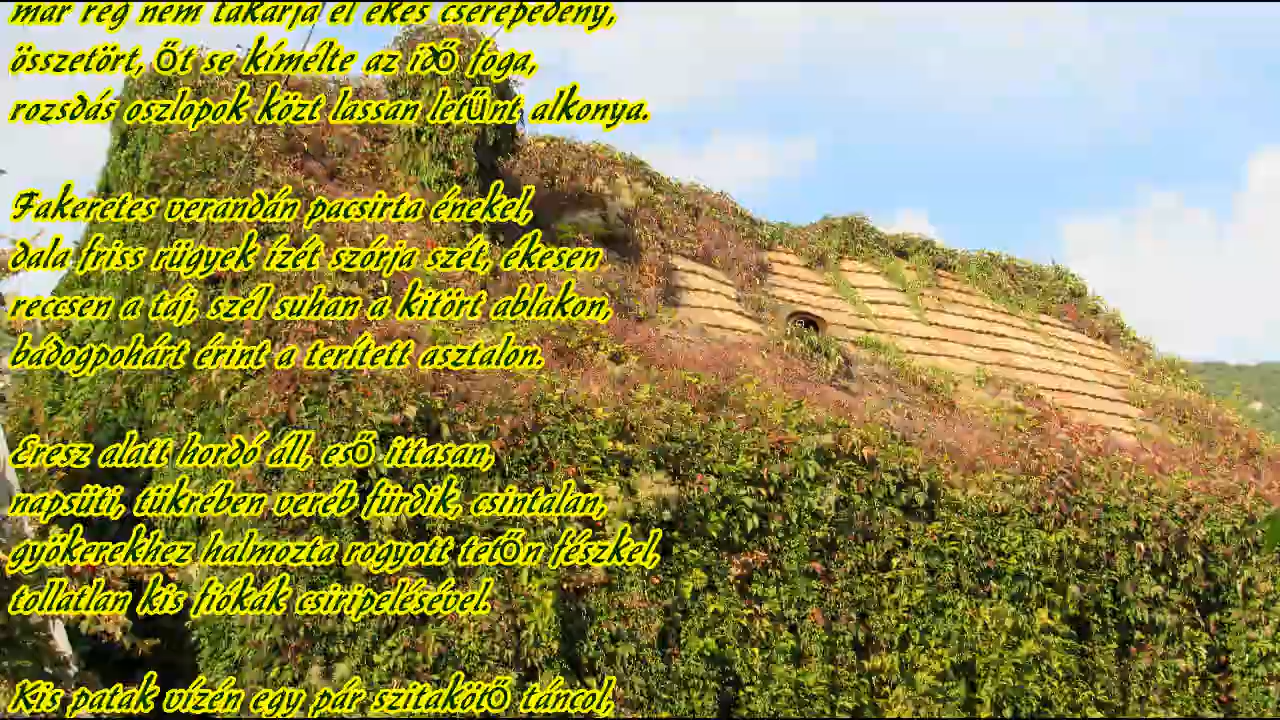 már rég nem takarja el ékes cserépedény,
összetört, Őt se kímélte az idő foga,
rozsdás oszlopok közt lassan letűnt alkonya.
Fakeretes verandán pacsirta énekel,
dala friss rügyek ízét szórja szét, ékesen
reccsen a táj, szél suhan a kitört ablakon,
bádogpohárt érint a terített asztalon.
Eresz alatt hordó áll, eső ittasan,
napsüti, tükrében veréb fürdik, csintalan,
gyökerekhez halmozta rogyott tetőn fészkel,
tollatlan kis fiókák csiripelésével.
Kis patak vízén egy pár szitakötő táncol,